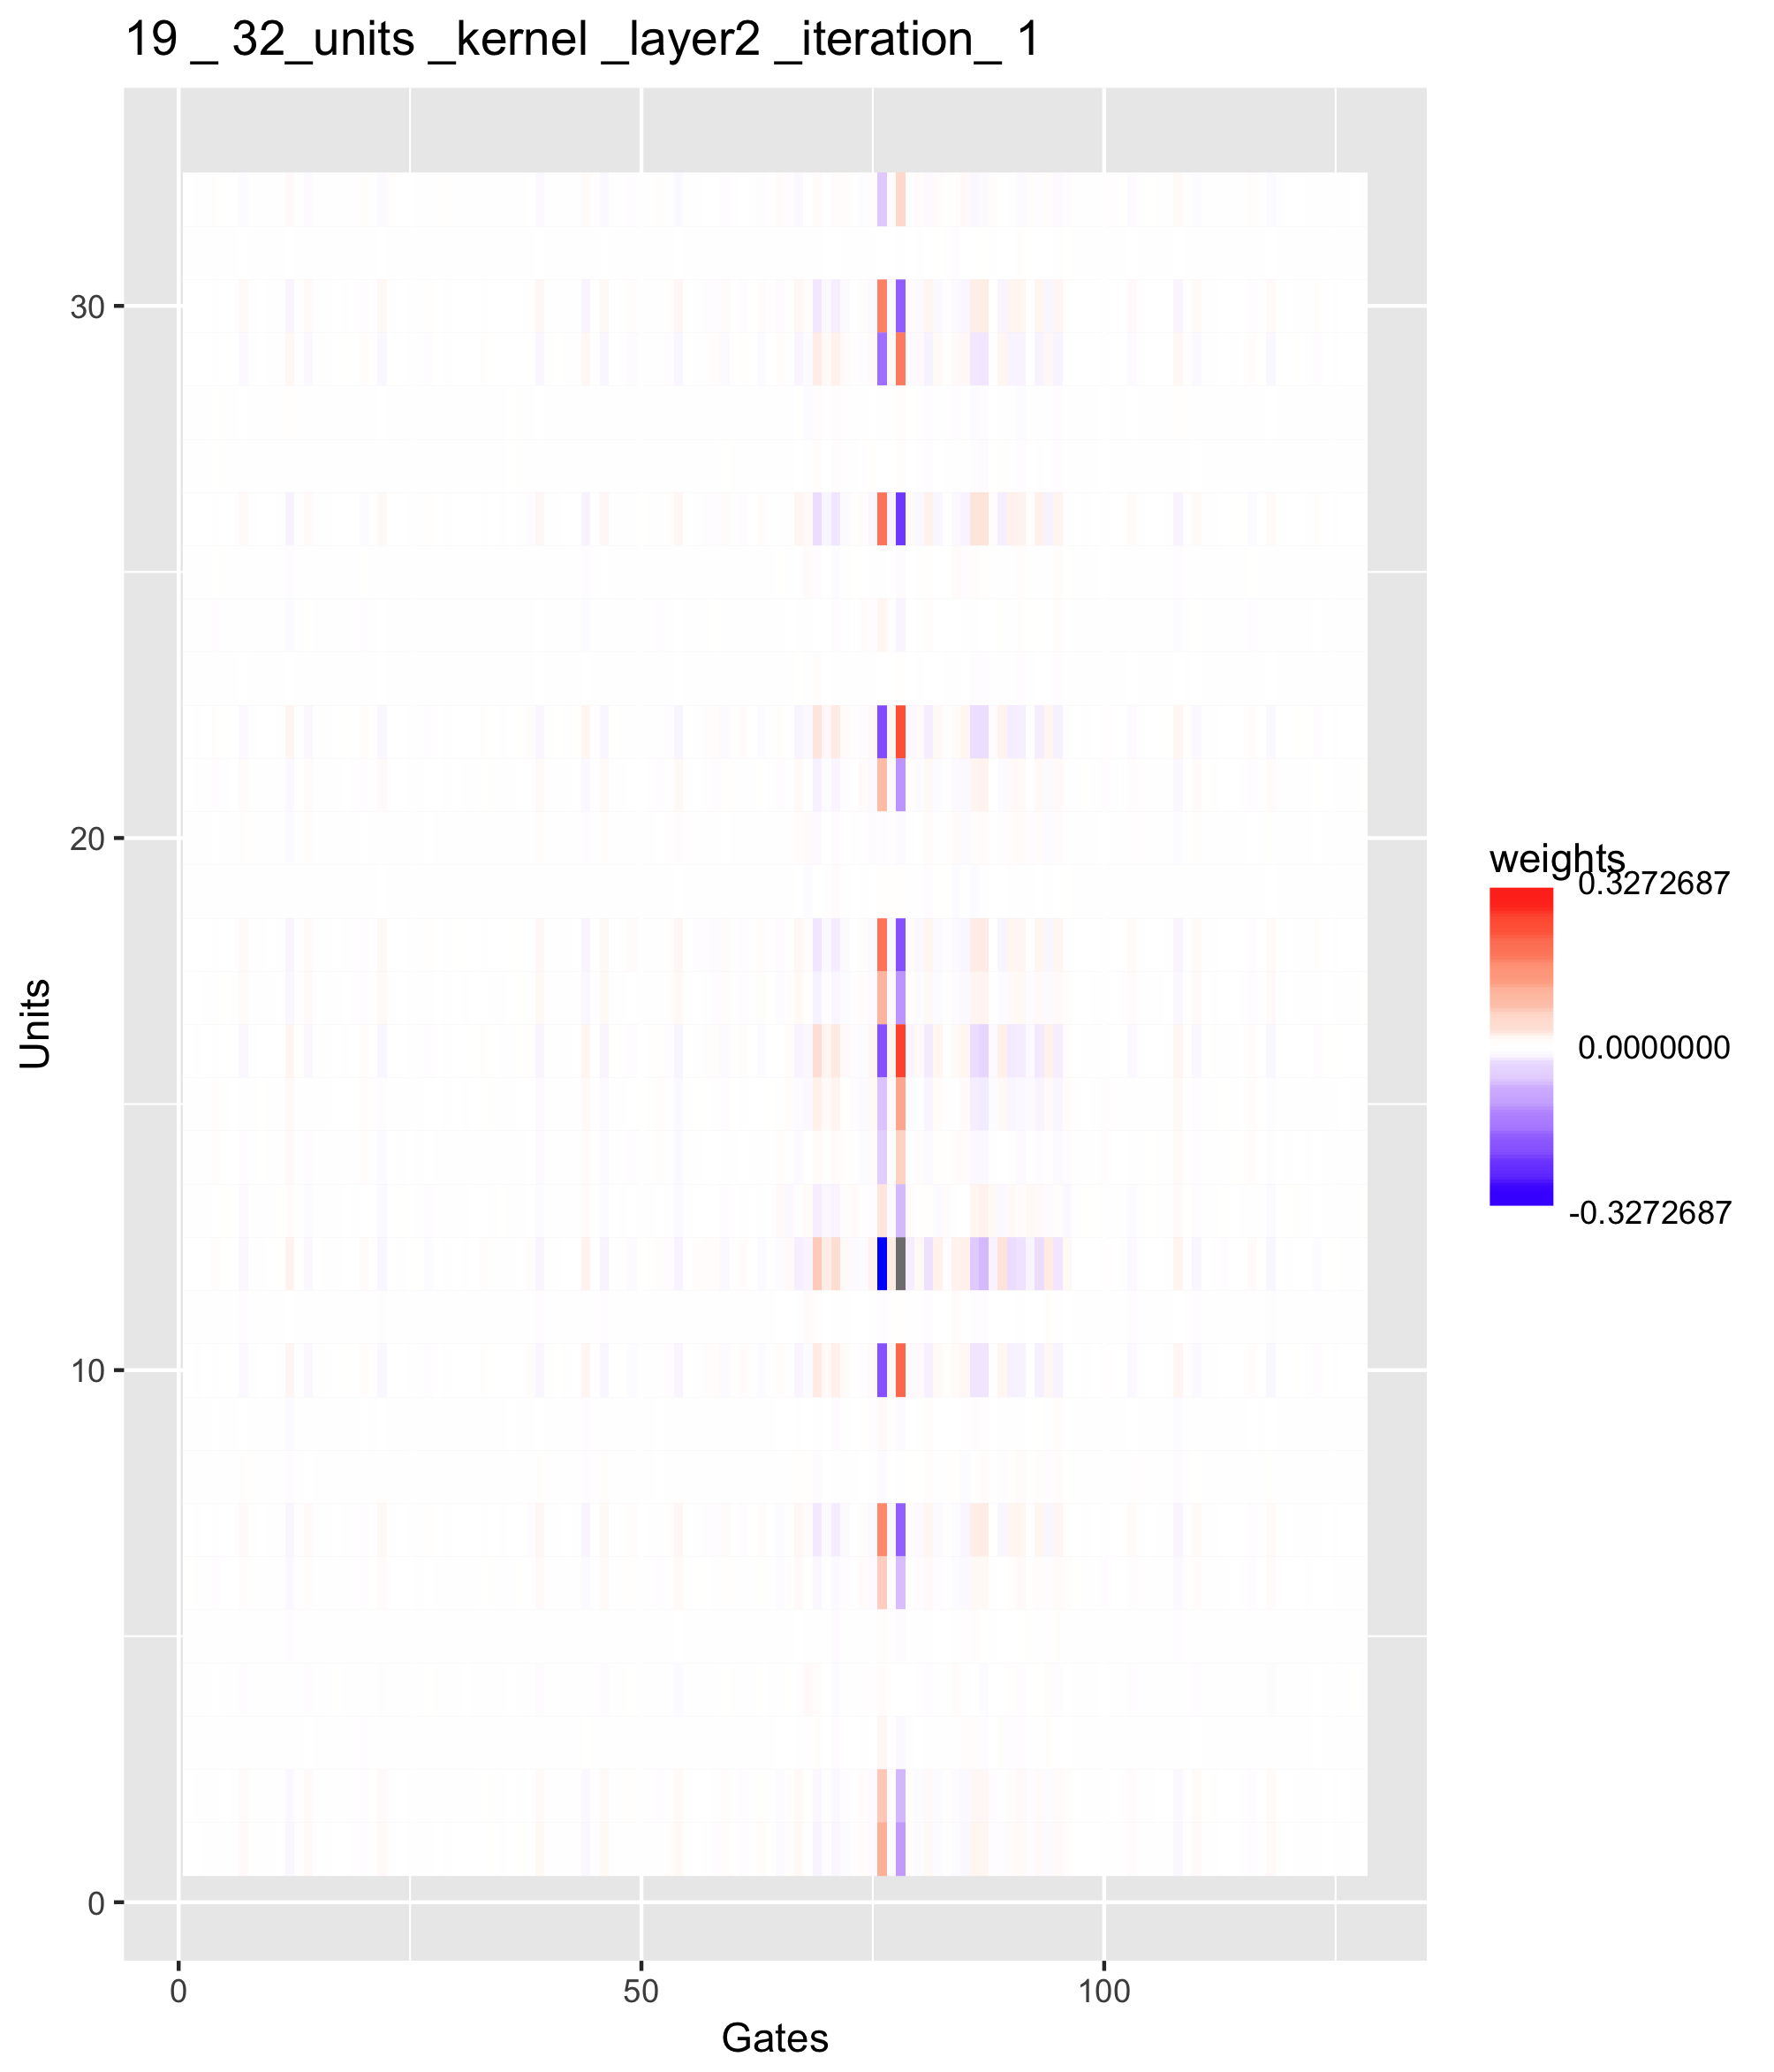 19 _ 32_units _kernel _layer2 _iteration_ 1
30
20
10
0
Units
0 50 100
Gates
weights
0.3272687
0.0000000
-0.3272687